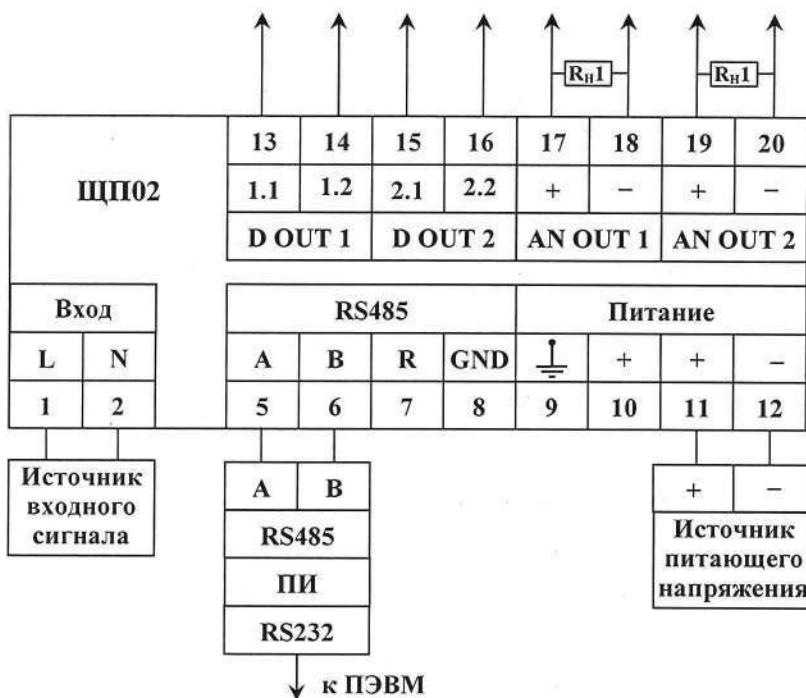 Rн1 Rн1
13 14 15 16 17 18 19 20
ЩП02 1.1 1.2 2.1 2.2 + − + −
D OUT 1 D OUT 2 AN OUT 1 AN OUT 2
Вход RS485 Питание
L N A B R GND + + −
1 2 5 6 7 8 9 10 11 12
Источник
входного
сигнала
A B
RS485
ПИ
RS232
к ПЭВМ
+ −
Источник
питающего
напряжения